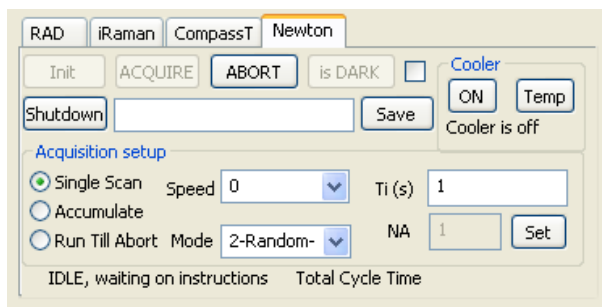 RAD iRaman CompassT Newton
Init ACQUIRE ABORT is DARK
Cooler
ON Temp
Shutdown Save
Cooler is off
Acquisition setup
Single Scan Speed 0 Ti (s) 1
Accumulate
Run Till Abort Mode 2-Random- NA 1 Set
IDLE, waiting on instructions Total Cycle Time